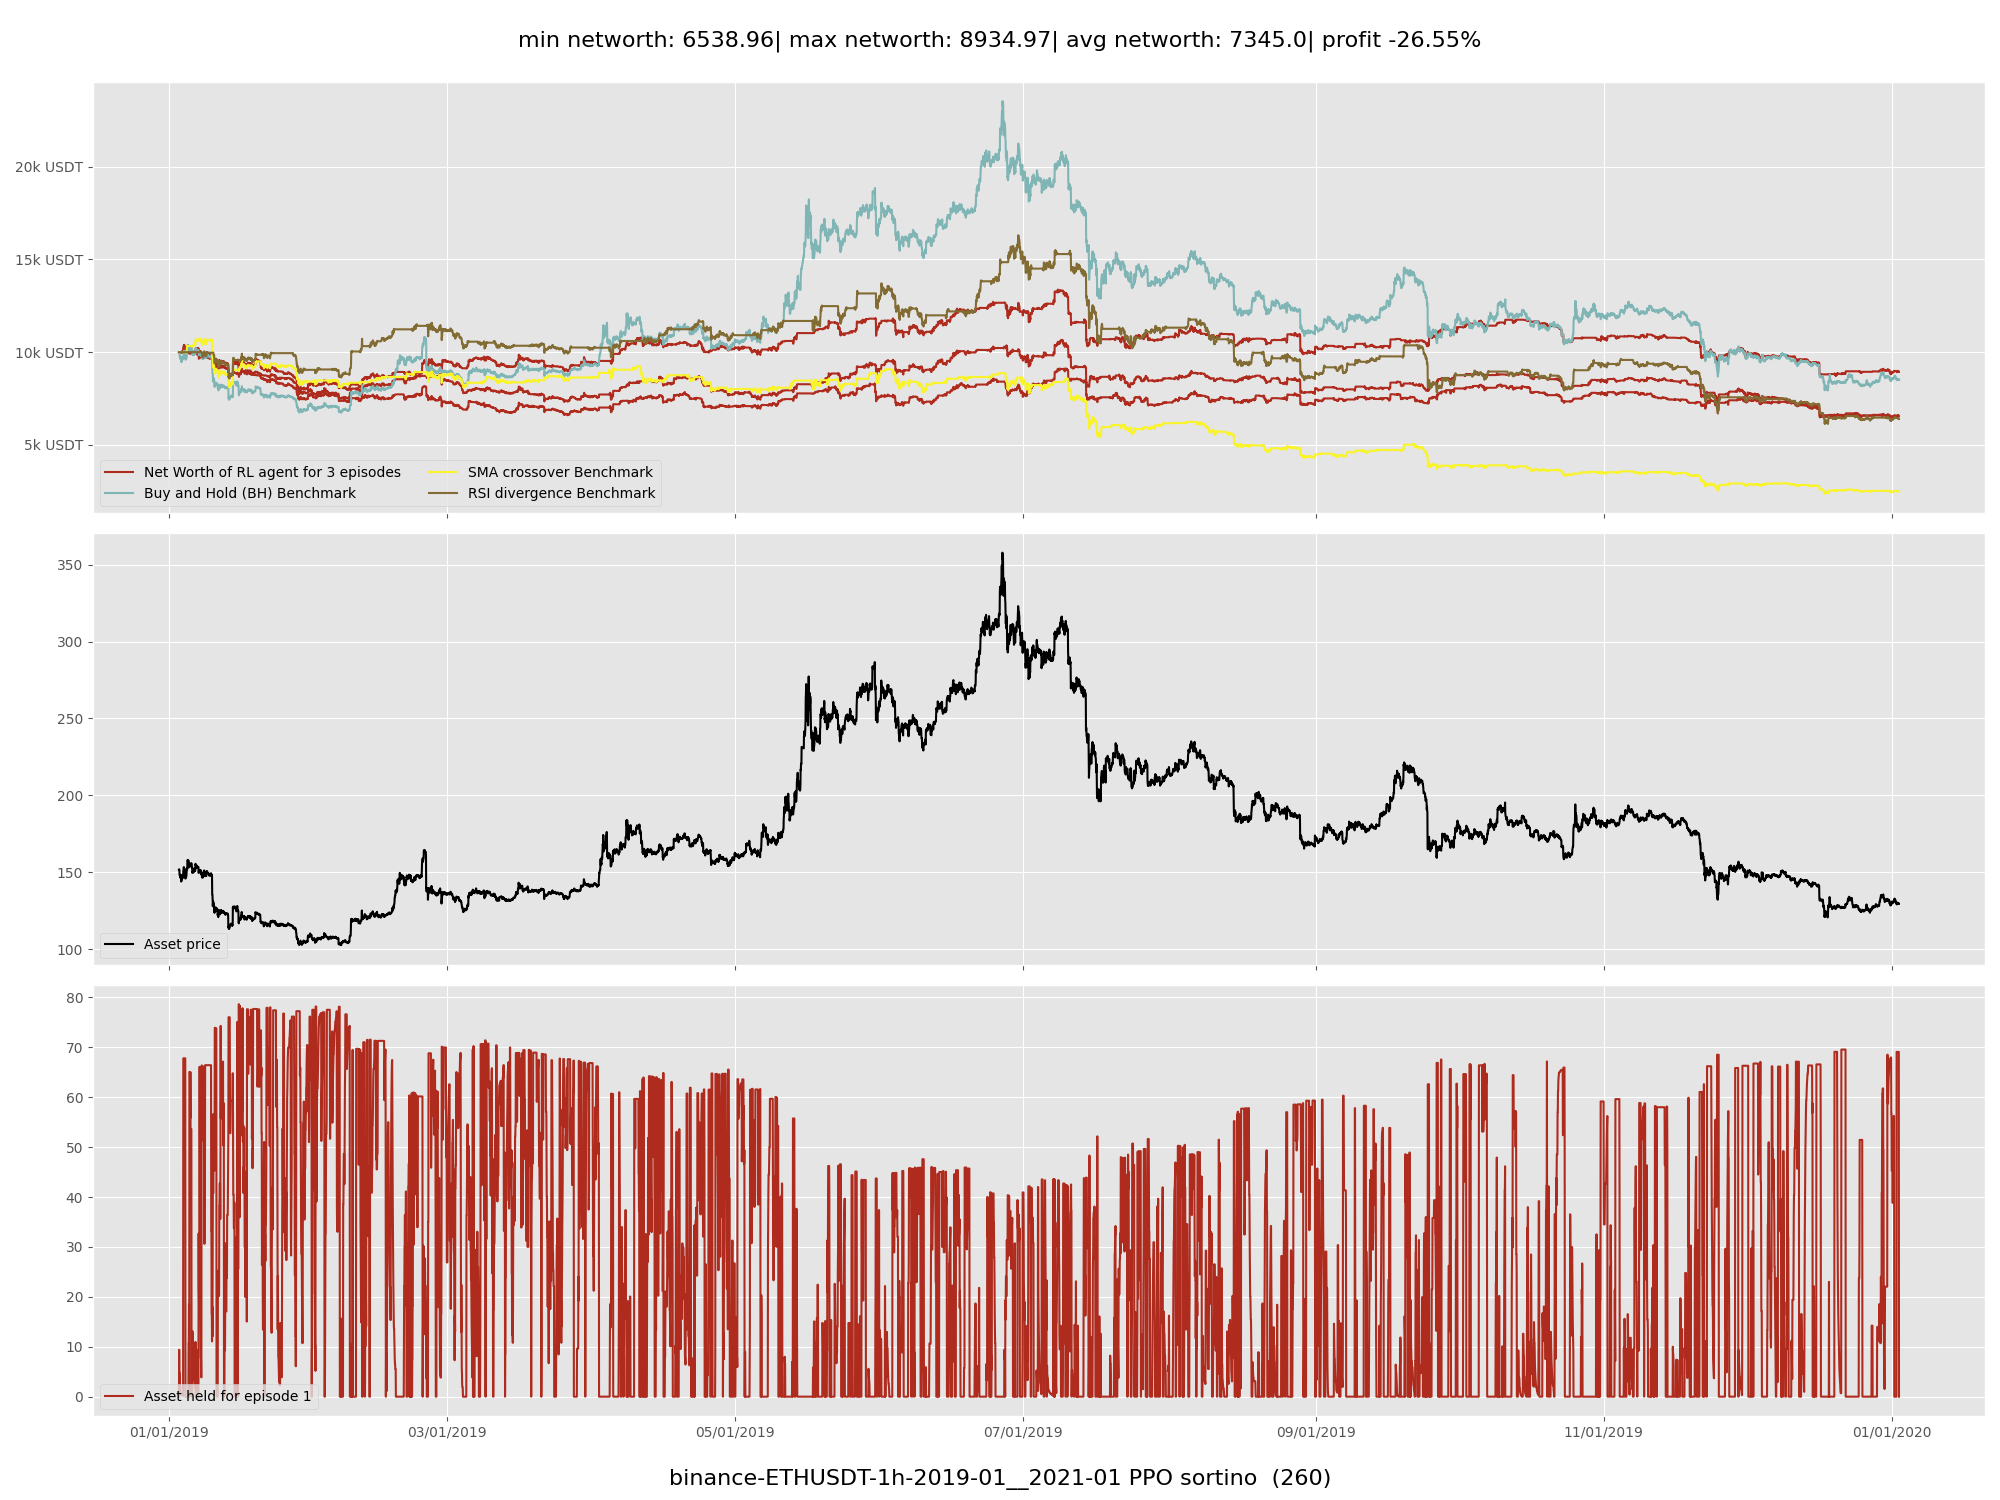 min networth: 6538.96| max networth: 8934.97| avg networth: 7345.0| profit -26.55%
20k USDT
15k USDT
10k USDT
5k USDT
Net Worth of RL agent for 3 episodes
Buy and Hold (BH) Benchmark
SMA crossover Benchmark
RSI divergence Benchmark
350
300
250
200
150
100
Asset price
80
70
60
50
40
30
20
10
0
Asset held for episode 1
01/01/2019 03/01/2019 05/01/2019 07/01/2019 09/01/2019 11/01/2019 01/01/2020
binance-ETHUSDT-1h-2019-01__2021-01 PPO sortino (260)